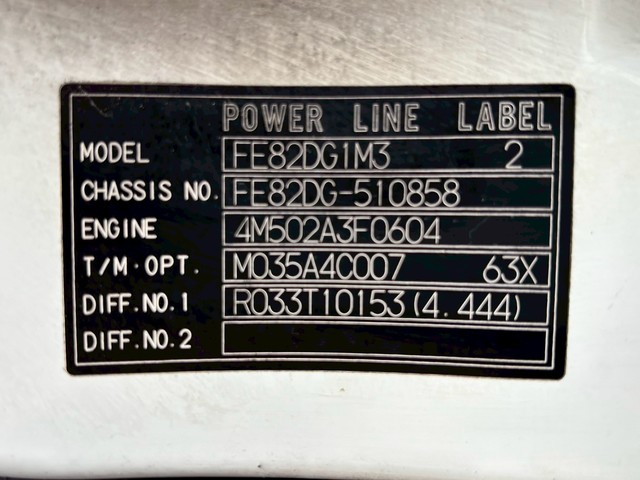 POWER LINE LABEL
MODEL FE82DG1M3 2
CHASSIS NO. FE82DG-510858
ENGINE 4M502A3F0604
T/M·OPT. M035A4C007 63X
DIFF.NO.1 R033T10153(4.444)
DIFF.NO.2